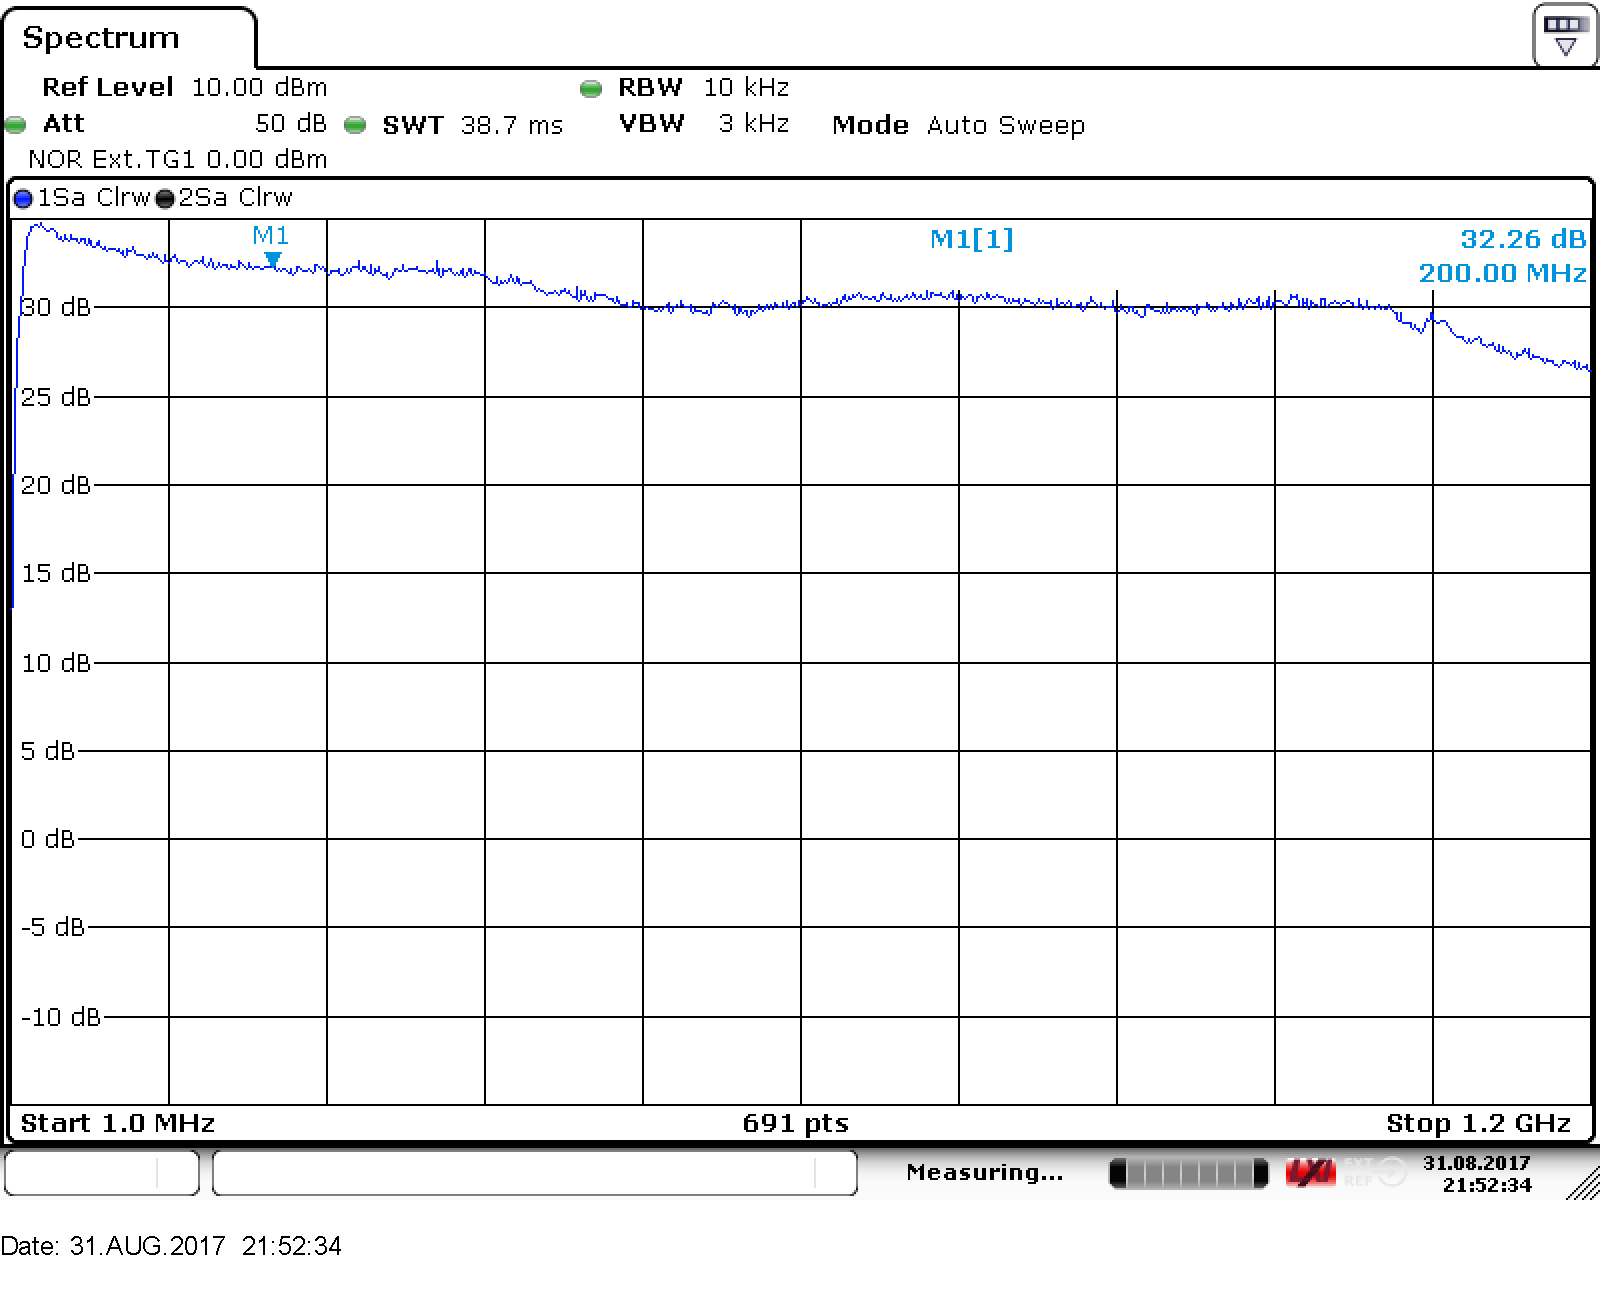 Spectrum
Ref Level 10.00 dBm RBW 10 kHz
Att 50 dB SWT 38.7 ms VBW 3 kHz Mode Auto Sweep
NOR Ext.TG1 0.00 dBm
1Sa Clrw 2Sa Clrw
M1 M1[1] 32.26 dB
200.00 MHz
30 dB
25 dB
20 dB
15 dB
10 dB
5 dB
0 dB
-5 dB
-10 dB
Start 1.0 MHz 691 pts Stop 1.2 GHz
Measuring... LXI EXT REF 31.08.2017
21:52:34
Date: 31.AUG.2017 21:52:34